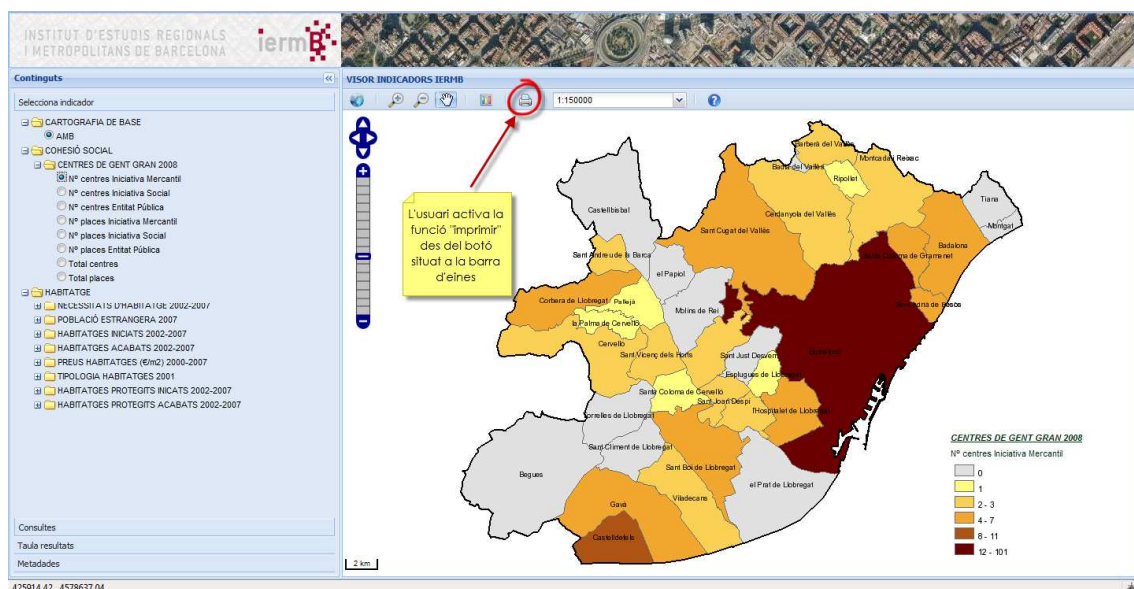 INSTITUT D'ESTUDIS REGIONALS
I METROPOLITANS DE BARCELONA
iermB
Continguts
VISOR INDICADORS IERMB
Selecciona indicador
1:150000
CARTOGRAFIA DE BASE
AMB
COHESIÓ SOCIAL
CENTRES DE GENT GRAN 2008
Nº centres Iniciativa Mercantil
Nº centres Iniciativa Social
Nº centres Entitat Pública
Nº places Iniciativa Mercantil
Nº places Iniciativa Social
Nº places Entitat Pública
Total centres
Total places
HABITATGE
NECESSITATS D'HABITATGE 2002-2007
POBLACIÓ ESTRANGERA 2007
HABITATGES INICIATS 2002-2007
HABITATGES ACABATS 2002-2007
PREUS HABITATGES (€/m2) 2000-2007
TIPOLOGIA HABITATGES 2001
HABITATGES PROTEGITS INICATS 2002-2007
HABITATGES PROTEGITS ACABATS 2002-2007
Consultes
Taula resultats
Metadades
425914.42, 4578637.04
L'usuari activa la
funció "imprimir"
des del botó
situat a la barra
d'eines
Barberà del Vallès
Badia del Vallès
Montcada i Reixac
Ripollet
Castellbisbal
Cerdanyola del Vallès
Tiana
Montgat
Sant Cugat del Vallès
Badalona
Sant Andreu de la Barca
Santa Coloma de Gramenet
el Papiol
Sant Adrià de Besòs
Corbera de Llobregat
Pallejà
Molins de Rei
la Palma de Cervelló
Cervelló
Sant Vicenç dels Horts
Sant Just Desvern
Barcelona
Esplugues de Llobregat
Santa Coloma de Cervelló
Sant Joan Despí
l'Hospitalet de Llobregat
Torrelles de Llobregat
Sant Climent de Llobregat
Begues
Sant Boi de Llobregat
el Prat de Llobregat
Viladecans
Gavà
Castelldefels
2 km
CENTRES DE GENT GRAN 2008
Nº centres Iniciativa Mercantil
0
1
2 - 3
4 - 7
8 - 11
12 - 101